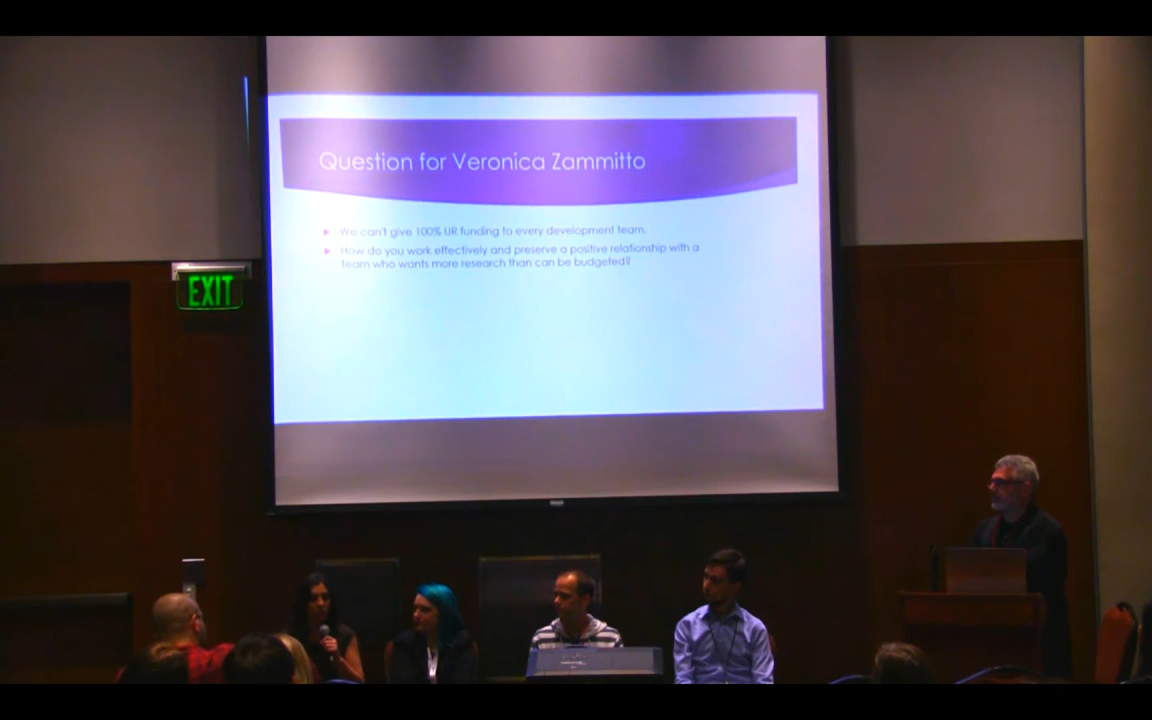 Question for Veronica Zammitto
We can't give 100% UR funding to every development team.
How do you work effectively and preserve a positive relationship with a
team who wants more research than can be budgeted?
EXIT